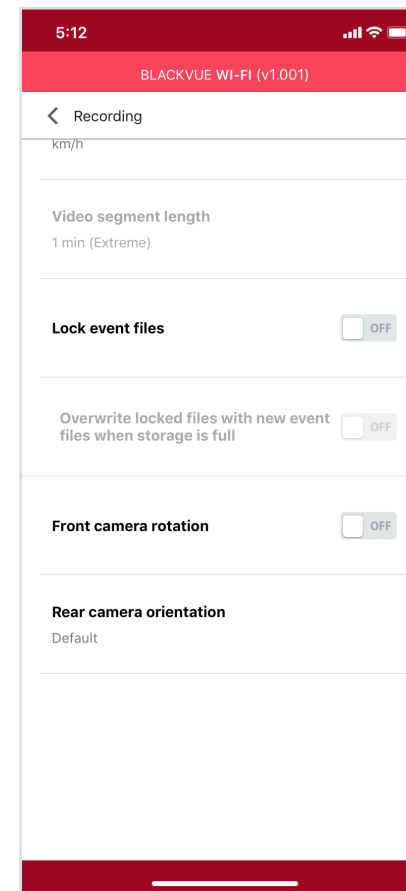 5:12
BLACKVUE WI-FI (v1.001)
Recording
km/h
Video segment length
1 min (Extreme)
Lock event files
OFF
Overwrite locked files with new event
files when storage is full
OFF
Front camera rotation
OFF
Rear camera orientation
Default